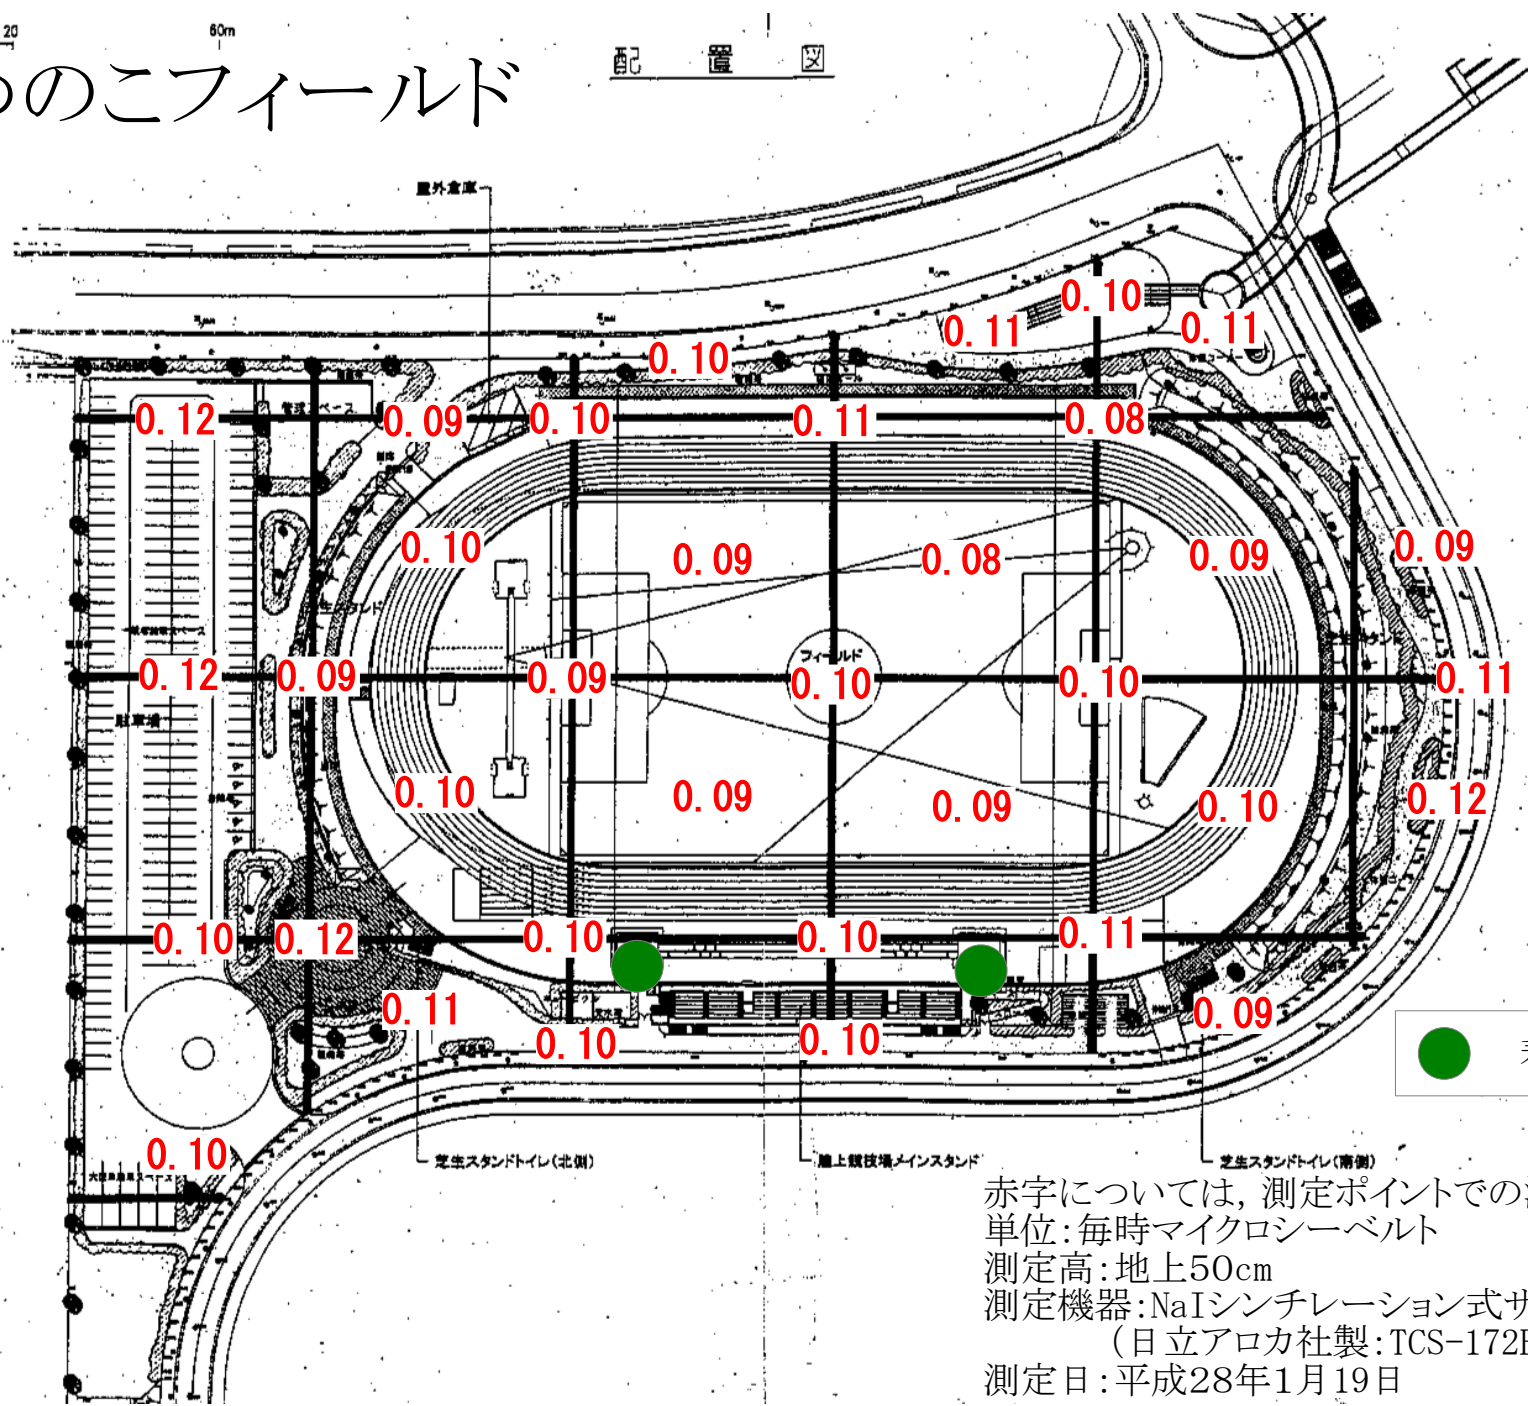 20
60m
配置図
のこフィールド
屋外倉庫
0.10
0.11
0.11
0.10
0.12
0.09
0.10
0.11
0.08
0.10
0.09
0.08
0.09
0.09
フィールド
0.12
0.09
0.09
0.10
0.10
0.11
駐車場
0.10
0.09
0.09
0.10
0.12
0.10
0.12
0.10
0.10
0.11
0.11
0.09
0.10
0.10
0.10
芝生スタンドトイレ(北側)
陸上競技場メインスタンド
芝生スタンドトイレ(南側)
赤字については,測定ポイントでの
単位:毎時マイクロシーベルト
測定高:地上50cm
測定機器:NaIシンチレーション式サ
(日立アロカ社製:TCS-172
測定日:平成28年1月19日